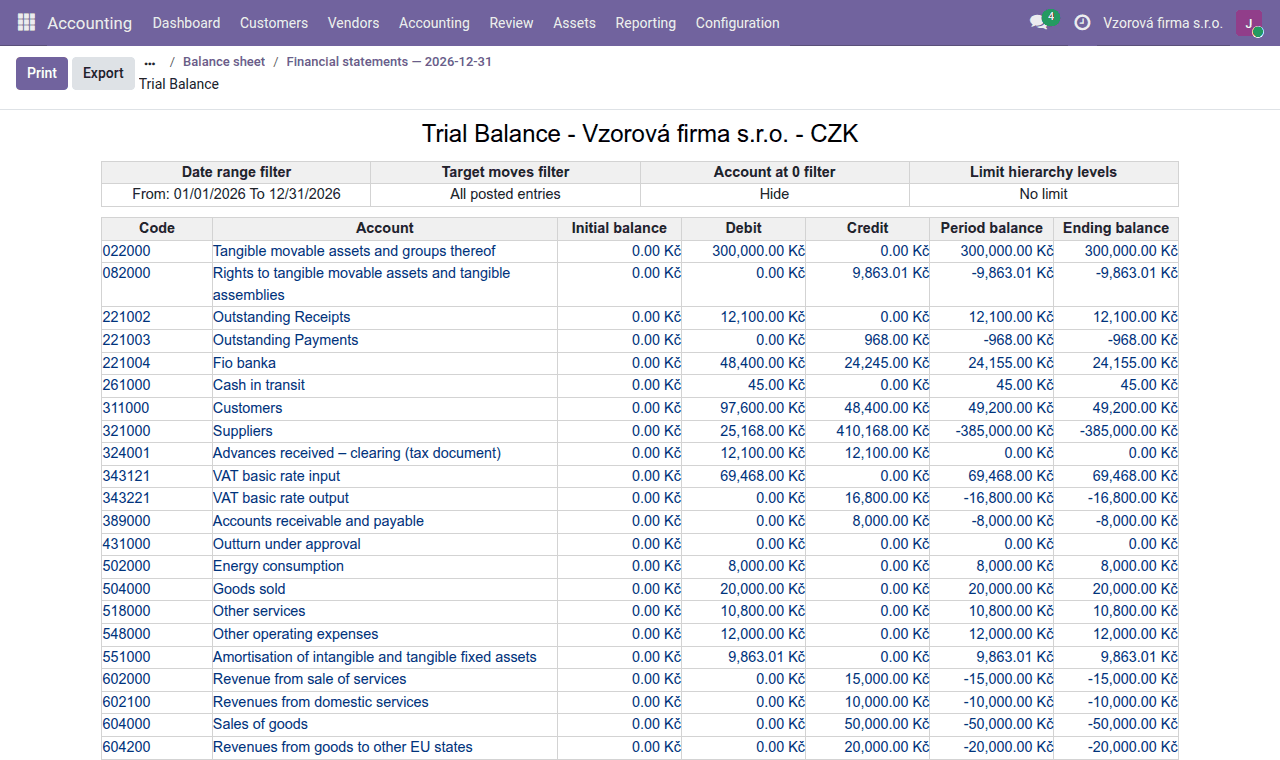 Accounting Dashboard Customers Vendors Accounting Review Assets Reporting Configuration 4 Vzorová firma s.r.o. J
Print Export ... / Balance sheet / Financial statements — 2026-12-31
Trial Balance
Trial Balance - Vzorová firma s.r.o. - CZK
Date range filter Target moves filter Account at 0 filter Limit hierarchy levels
From: 01/01/2026 To 12/31/2026 All posted entries Hide No limit
Code Account Initial balance Debit Credit Period balance Ending balance
022000 Tangible movable assets and groups thereof 0.00 Kč 300,000.00 Kč 0.00 Kč 300,000.00 Kč 300,000.00 Kč
082000 Rights to tangible movable assets and tangible 0.00 Kč 0.00 Kč 9,863.01 Kč -9,863.01 Kč -9,863.01 Kč
assemblies
221002 Outstanding Receipts 0.00 Kč 12,100.00 Kč 0.00 Kč 12,100.00 Kč 12,100.00 Kč
221003 Outstanding Payments 0.00 Kč 0.00 Kč 968.00 Kč -968.00 Kč -968.00 Kč
221004 Fio banka 0.00 Kč 48,400.00 Kč 24,245.00 Kč 24,155.00 Kč 24,155.00 Kč
261000 Cash in transit 0.00 Kč 45.00 Kč 0.00 Kč 45.00 Kč 45.00 Kč
311000 Customers 0.00 Kč 97,600.00 Kč 48,400.00 Kč 49,200.00 Kč 49,200.00 Kč
321000 Suppliers 0.00 Kč 25,168.00 Kč 410,168.00 Kč -385,000.00 Kč -385,000.00 Kč
324001 Advances received – clearing (tax document) 0.00 Kč 12,100.00 Kč 12,100.00 Kč 0.00 Kč 0.00 Kč
343121 VAT basic rate input 0.00 Kč 69,468.00 Kč 0.00 Kč 69,468.00 Kč 69,468.00 Kč
343221 VAT basic rate output 0.00 Kč 0.00 Kč 16,800.00 Kč -16,800.00 Kč -16,800.00 Kč
389000 Accounts receivable and payable 0.00 Kč 0.00 Kč 8,000.00 Kč -8,000.00 Kč -8,000.00 Kč
431000 Outturn under approval 0.00 Kč 0.00 Kč 0.00 Kč 0.00 Kč 0.00 Kč
502000 Energy consumption 0.00 Kč 8,000.00 Kč 0.00 Kč 8,000.00 Kč 8,000.00 Kč
504000 Goods sold 0.00 Kč 20,000.00 Kč 0.00 Kč 20,000.00 Kč 20,000.00 Kč
518000 Other services 0.00 Kč 10,800.00 Kč 0.00 Kč 10,800.00 Kč 10,800.00 Kč
548000 Other operating expenses 0.00 Kč 12,000.00 Kč 0.00 Kč 12,000.00 Kč 12,000.00 Kč
551000 Amortisation of intangible and tangible fixed assets 0.00 Kč 9,863.01 Kč 0.00 Kč 9,863.01 Kč 9,863.01 Kč
602000 Revenue from sale of services 0.00 Kč 0.00 Kč 15,000.00 Kč -15,000.00 Kč -15,000.00 Kč
602100 Revenues from domestic services 0.00 Kč 0.00 Kč 10,000.00 Kč -10,000.00 Kč -10,000.00 Kč
604000 Sales of goods 0.00 Kč 0.00 Kč 50,000.00 Kč -50,000.00 Kč -50,000.00 Kč
604200 Revenues from goods to other EU states 0.00 Kč 0.00 Kč 20,000.00 Kč -20,000.00 Kč -20,000.00 Kč